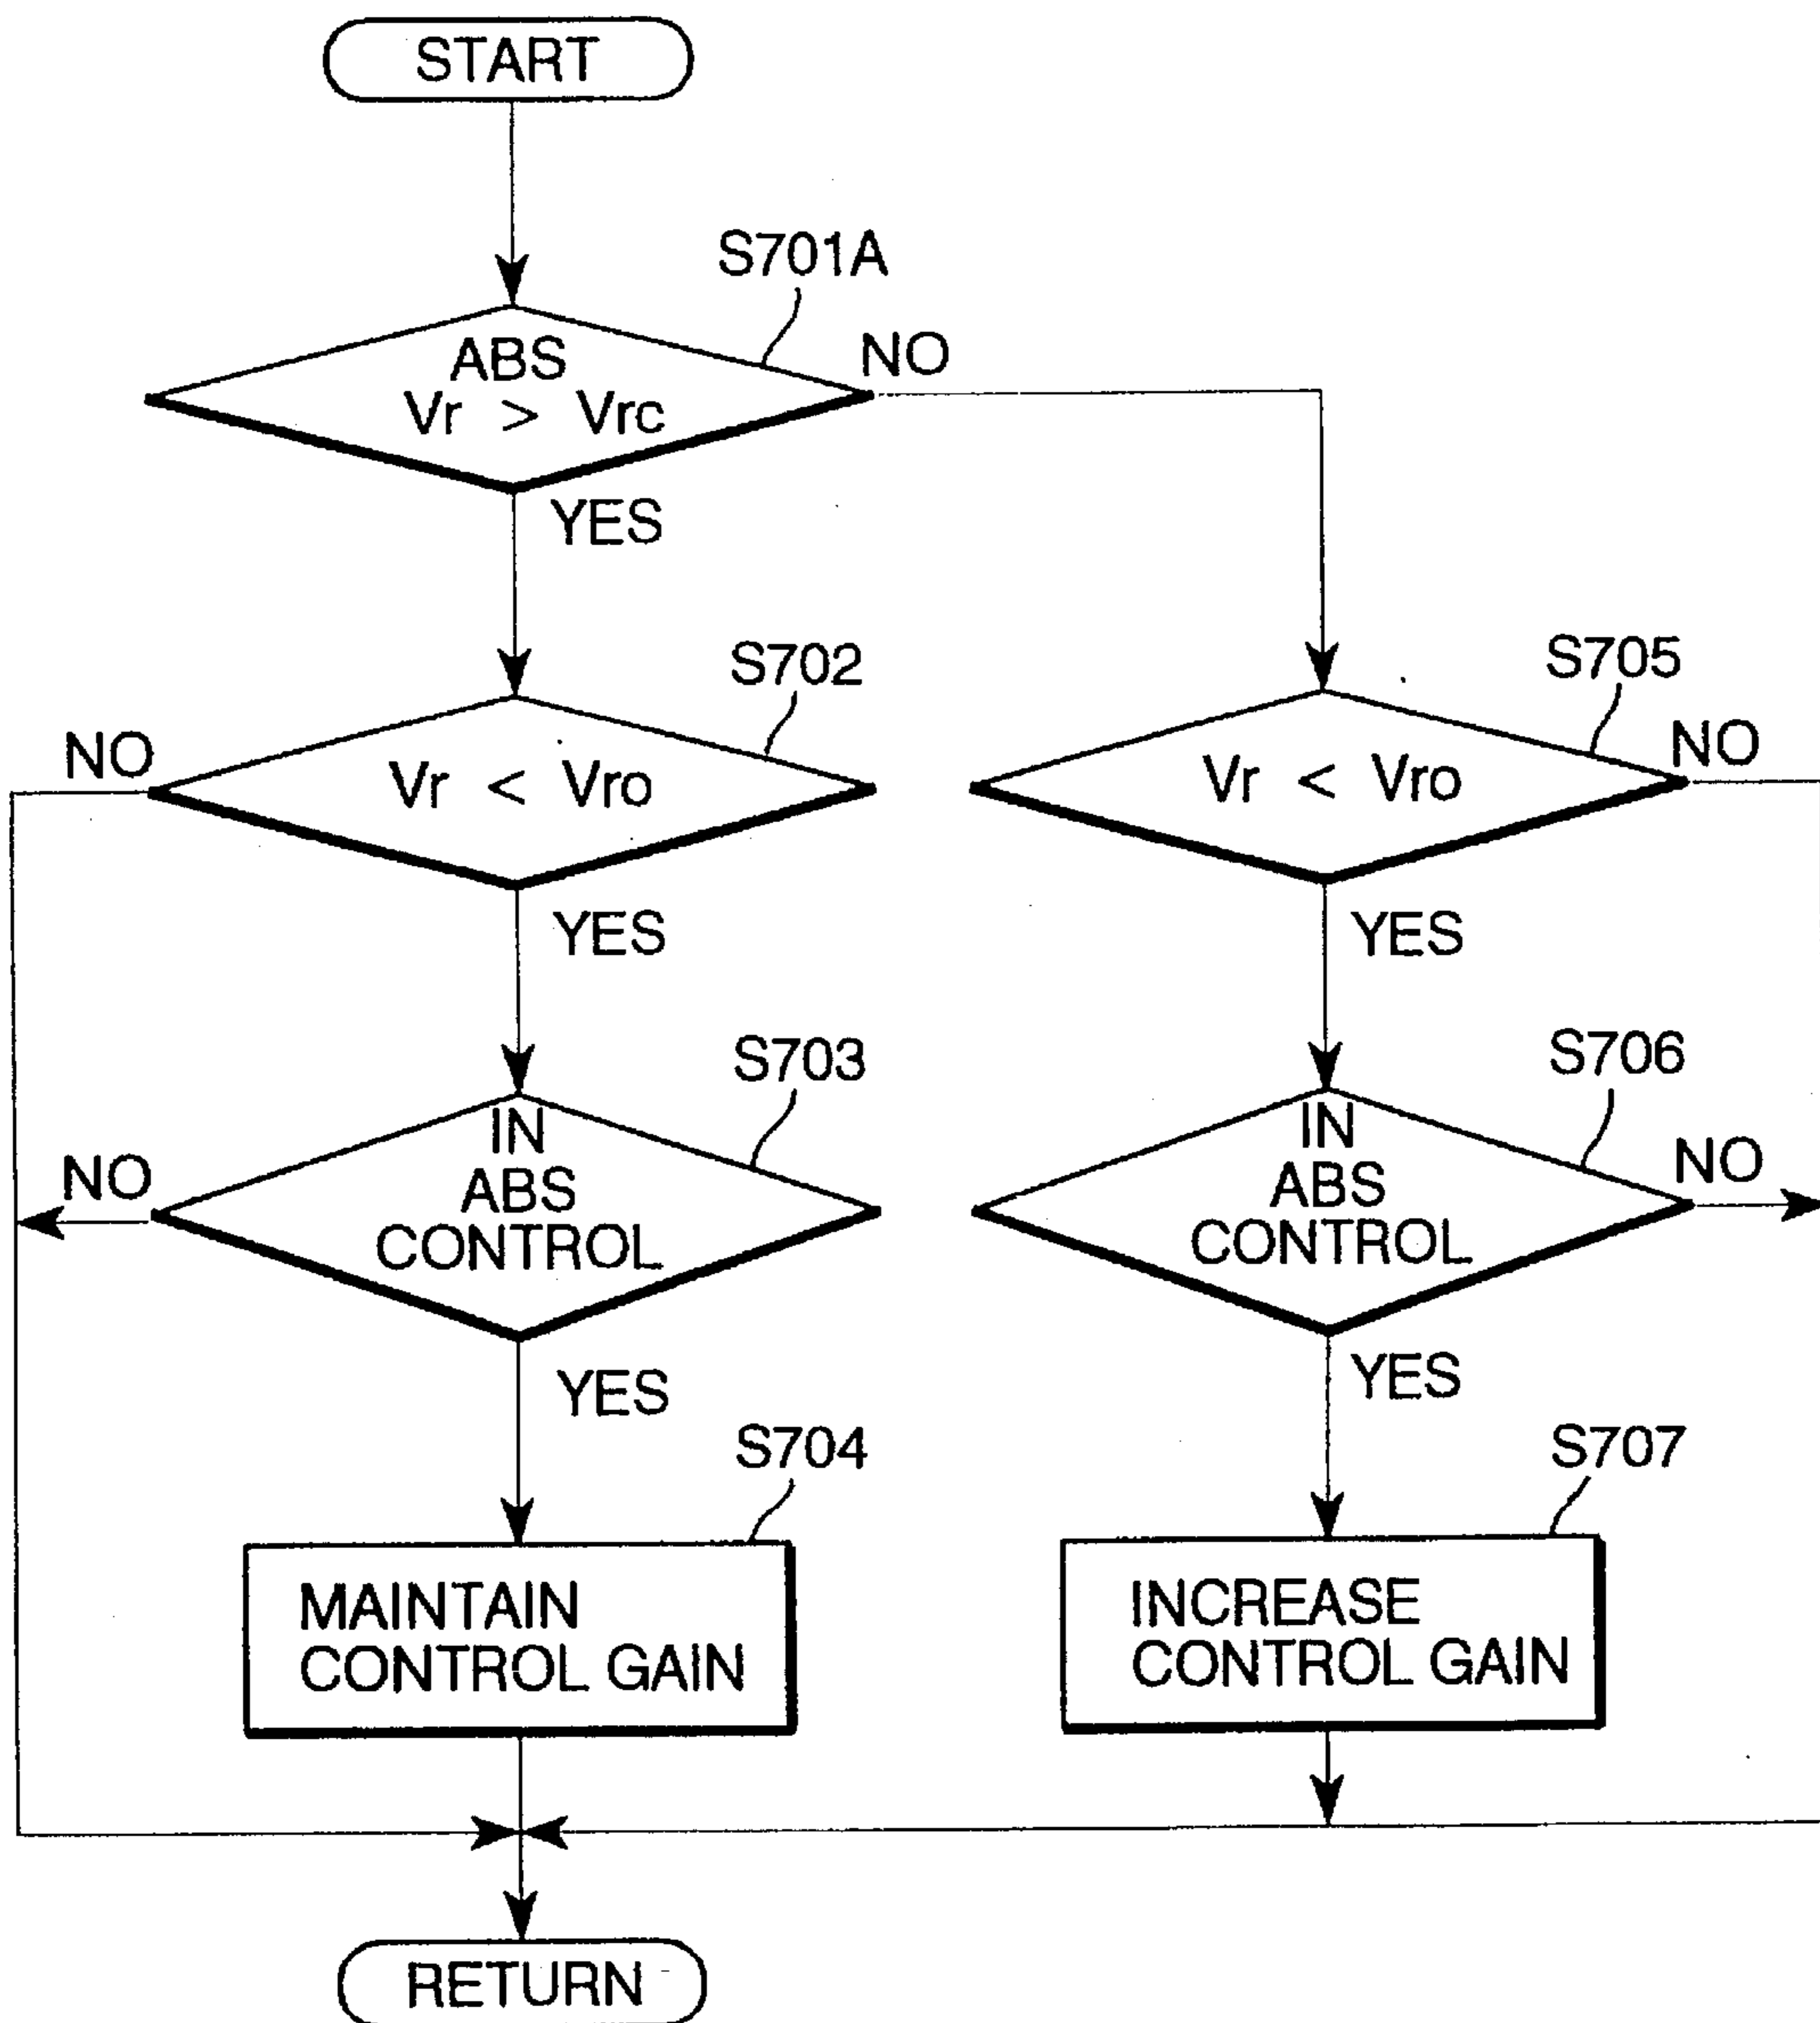 START
S701A
ABS
Vr > Vrc
NO
YES
S702
NO
Vr < Vro
YES
S705
NO
Vr < Vro
YES
S703
NO
IN
ABS
CONTROL
YES
S706
NO
IN
ABS
CONTROL
YES
S704
MAINTAIN
CONTROL GAIN
S707
INCREASE
CONTROL GAIN
RETURN